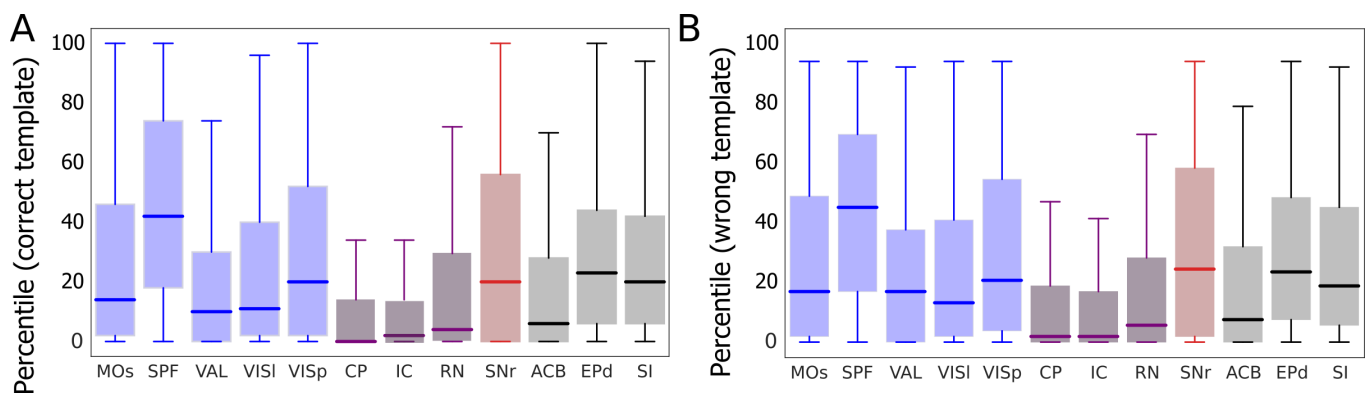 A
Percentile (correct template)
100
80
60
40
20
0
MOs SPF VAL VISl VISp CP IC RN SNr ACB EPd SI
B
Percentile (wrong template)
100
80
60
40
20
0
MOs SPF VAL VISl VISp CP IC RN SNr ACB EPd SI